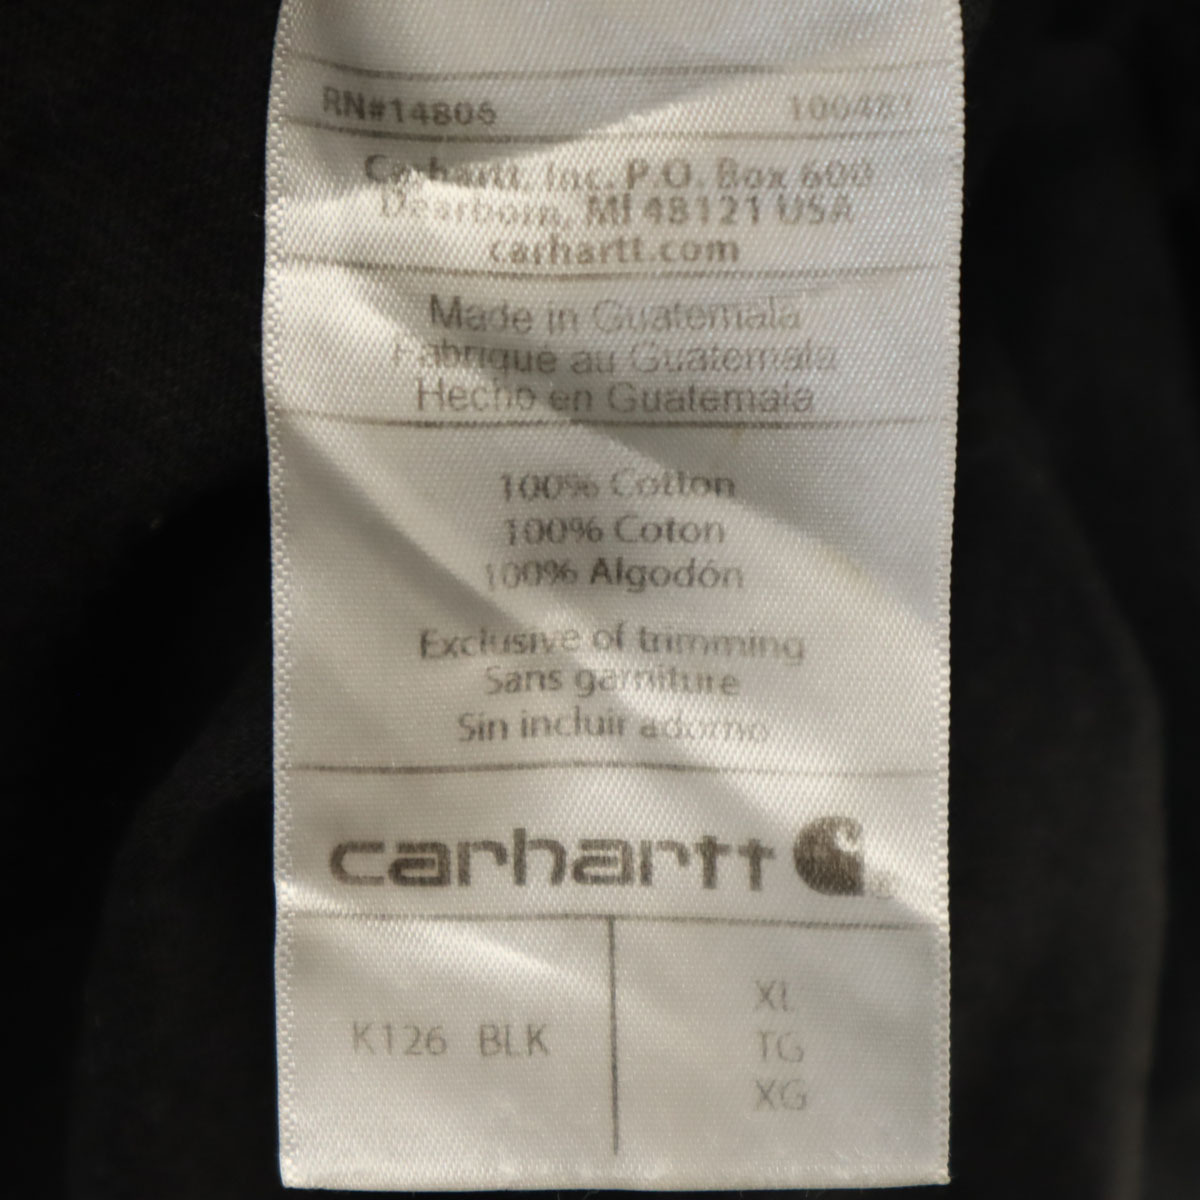 RN#14806 100481
Carhartt, Inc. P.O. Box 600
Dearborn, MI 48121 USA
carhartt.com
Made in Guatemala
Fabriqué au Guatemala
Hecho en Guatemala
100% Cotton
100% Coton
100% Algodón
Exclusive of trimming
Sans garniture
Sin incluir adorno
carhartt ®
K126 BLK
XL
TG
XG